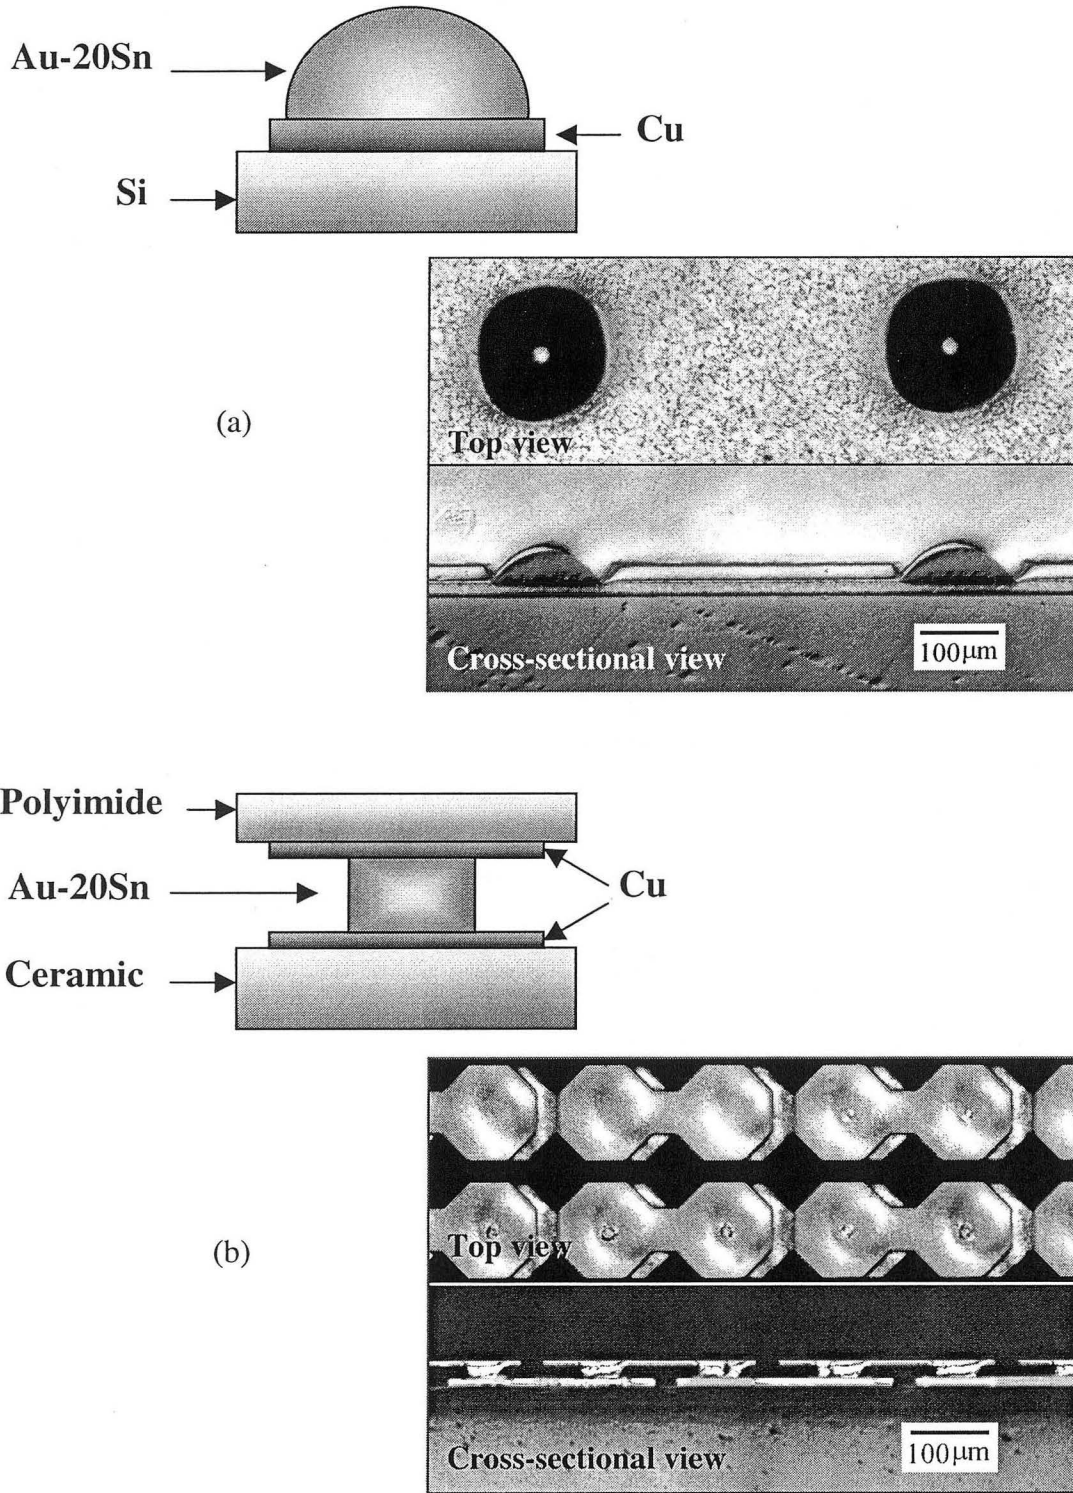 Au-20Sn
Cu
Si
(a)
Top view
Cross-sectional view
100μm
Polyimide
Au-20Sn
Cu
Ceramic
(b)
Top view
Cross-sectional view
100μm